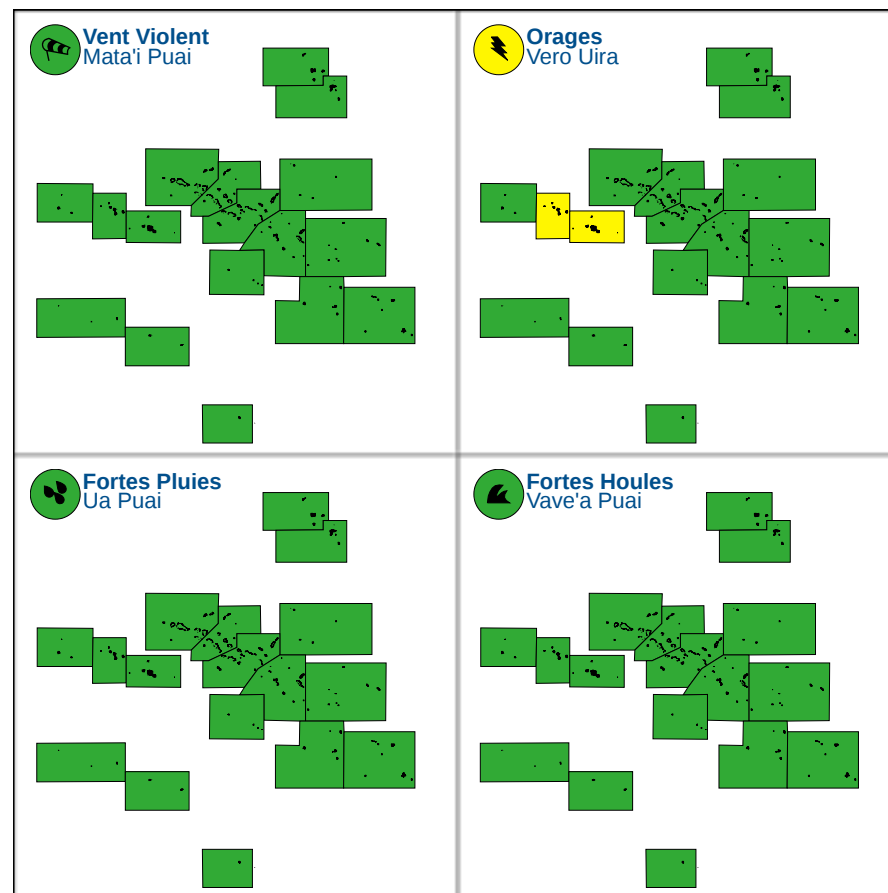 Vent Violent
Mata'i Puai
Orages
Vero Uira
Fortes Pluies
Ua Puai
Fortes Houles
Vave'a Puai